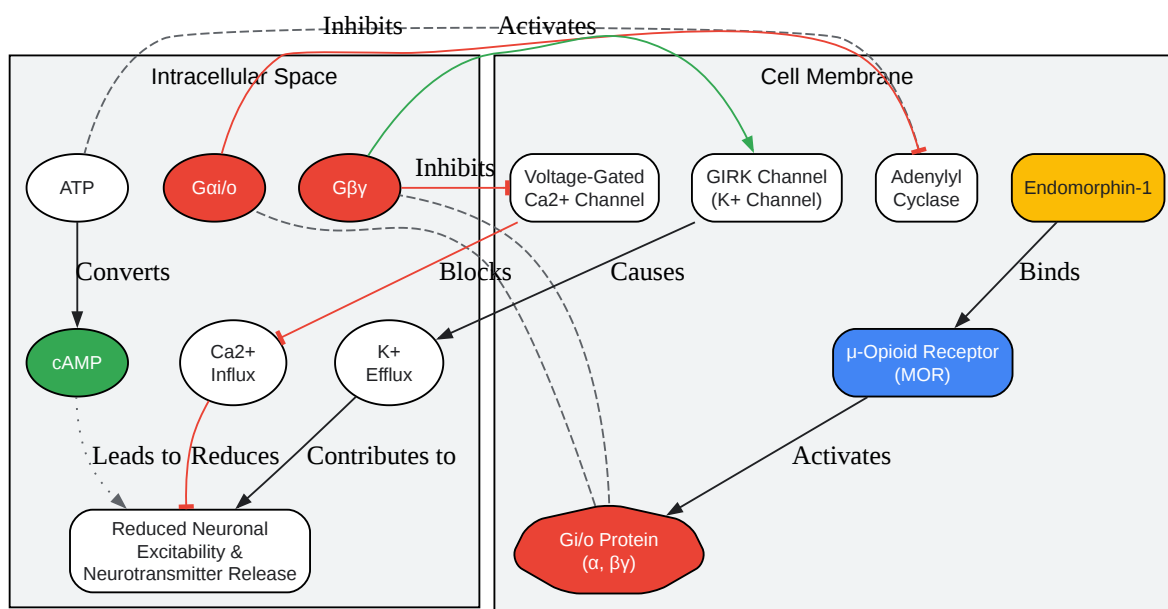 Inhibits
Activates
Intracellular Space
Cell Membrane
ATP
Gαi/o
Gβγ
Inhibits
Voltage-Gated
Ca2+ Channel
GIRK Channel
(K+ Channel)
Adenylyl
Cyclase
Endomorphin-1
Converts
Blocks
Causes
Binds
cAMP
Ca2+
Influx
K+
Efflux
μ-Opioid Receptor
(MOR)
Leads to
Reduces
Contributes to
Activates
Reduced Neuronal
Excitability &
Neurotransmitter Release
Gi/o Protein
(α, βγ)